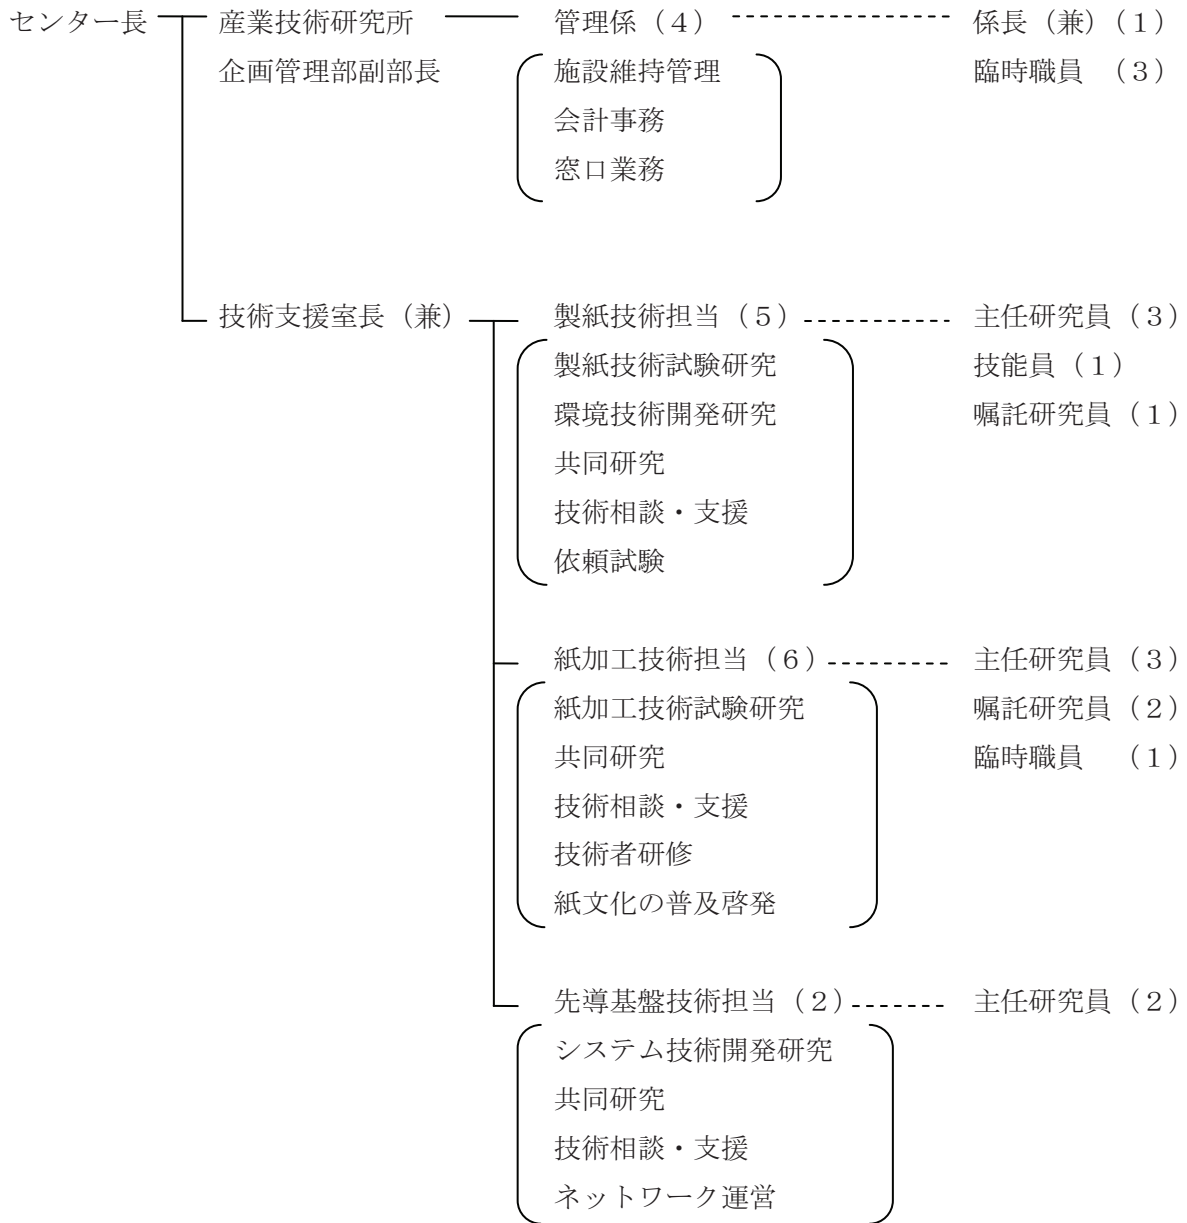 センター長 産業技術研究所 管理係（４） 係長（兼）（１）
企画管理部副部長 施設維持管理 臨時職員 （３）
会計事務
窓口業務
技術支援室長（兼） 製紙技術担当（５） 主任研究員（３）
製紙技術試験研究 技能員（１）
環境技術開発研究 嘱託研究員（１）
共同研究
技術相談・支援
依頼試験
紙加工技術担当（６） 主任研究員（３）
紙加工技術試験研究 嘱託研究員（２）
共同研究 臨時職員 （１）
技術相談・支援
技術者研修
紙文化の普及啓発
先導基盤技術担当（２） 主任研究員（２）
システム技術開発研究
共同研究
技術相談・支援
ネットワーク運営